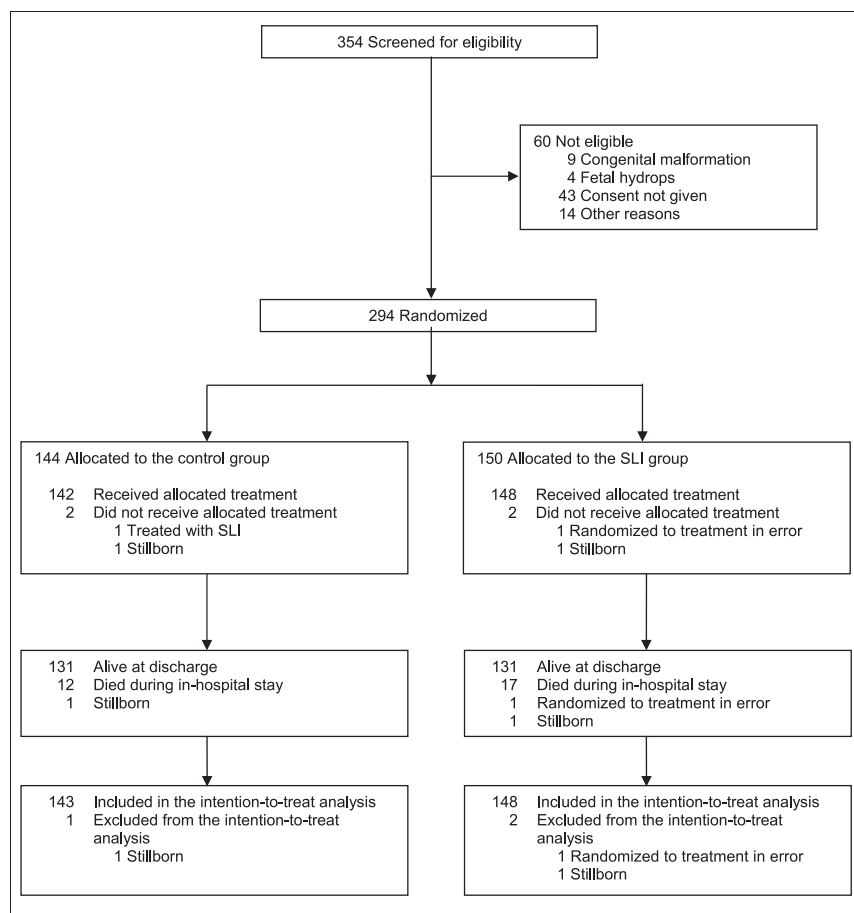 354 Screened for eligibility
60 Not eligible
9 Congenital malformation
4 Fetal hydrops
43 Consent not given
14 Other reasons
294 Randomized
144 Allocated to the control group
142 Received allocated treatment
2 Did not receive allocated treatment
1 Treated with SLI
1 Stillborn
150 Allocated to the SLI group
148 Received allocated treatment
2 Did not receive allocated treatment
1 Randomized to treatment in error
1 Stillborn
131 Alive at discharge
12 Died during in-hospital stay
1 Stillborn
131 Alive at discharge
17 Died during in-hospital stay
1 Randomized to treatment in error
1 Stillborn
143 Included in the intention-to-treat analysis
1 Excluded from the intention-to-treat
analysis
1 Stillborn
148 Included in the intention-to-treat analysis
2 Excluded from the intention-to-treat
analysis
1 Randomized to treatment in error
1 Stillborn